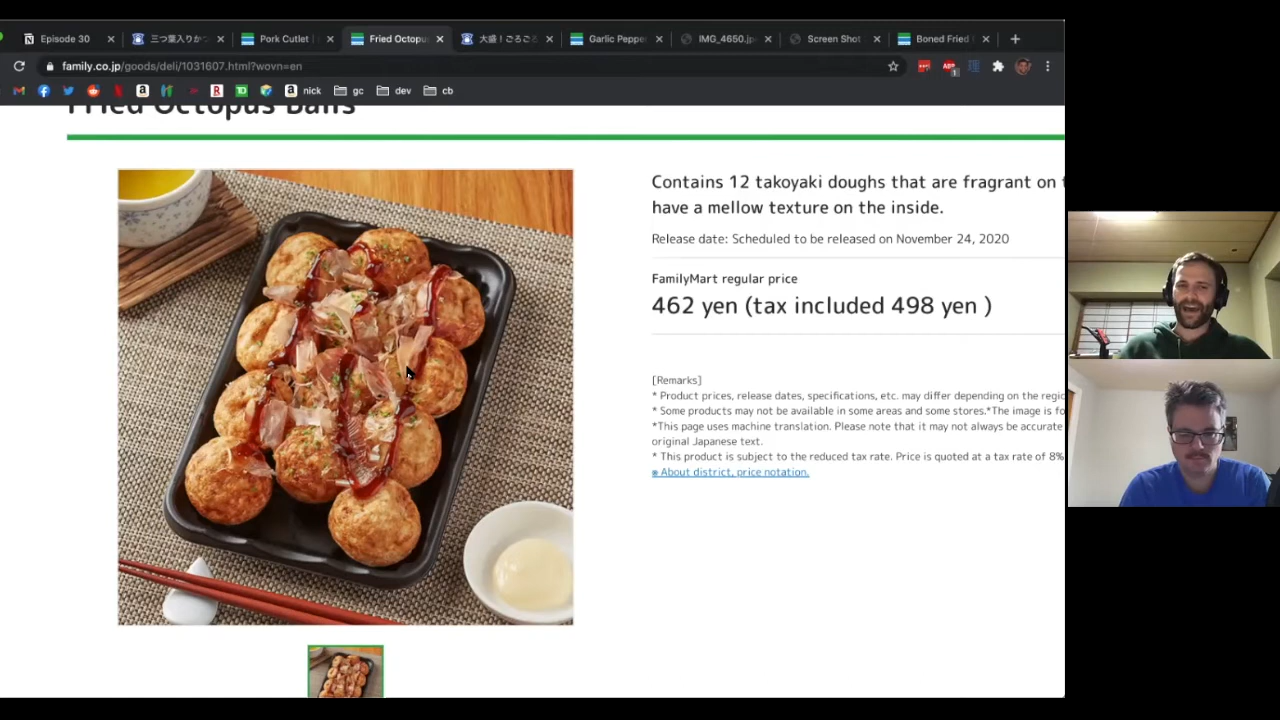 Episode 30
三つ葉入りかつ
Pork Cutlet |
Fried Octopu
大盛！ごろごろ
Garlic Peppe
IMG_4650.jp
Screen Shot
Boned Fried
family.co.jp/goods/deli/1031607.html?wovn=en
nick
gc
dev
cb
Fried Octopus Balls
Contains 12 takoyaki doughs that are fragrant on
have a mellow texture on the inside.
Release date: Scheduled to be released on November 24, 2020
FamilyMart regular price
462 yen (tax included 498 yen )
[Remarks]
* Product prices, release dates, specifications, etc. may differ depending on the regio
* Some products may not be available in some areas and some stores.*The image is fo
*This page uses machine translation. Please note that it may not always be accurate
original Japanese text.
* This product is subject to the reduced tax rate. Price is quoted at a tax rate of 8%
※ About district, price notation.